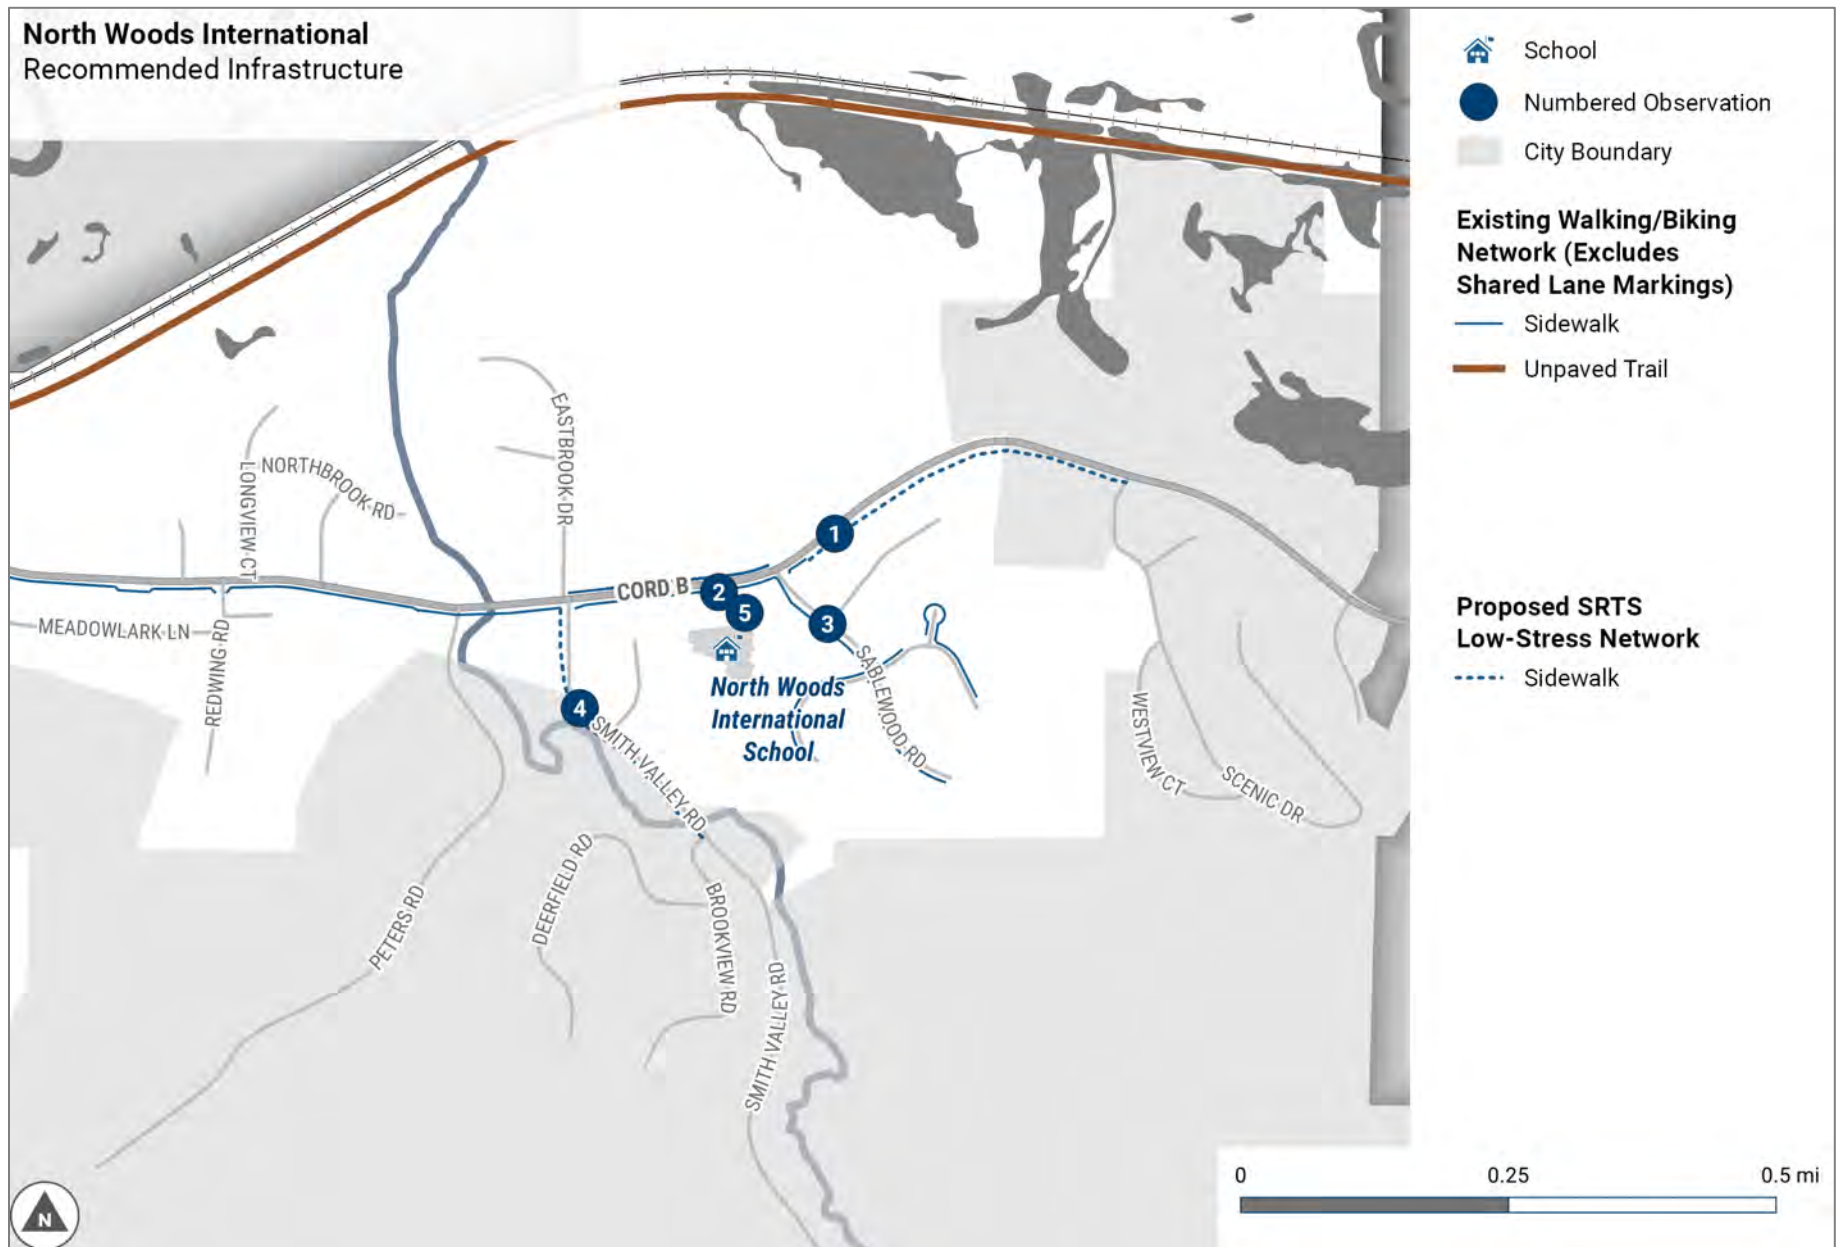 North Woods International
Recommended Infrastructure
School
Numbered Observation
City Boundary
Existing Walking/Biking
Network (Excludes
Shared Lane Markings)
Sidewalk
Unpaved Trail
Proposed SRTS
Low-Stress Network
Sidewalk
EASTBROOK DR
LONGVIEW CT
NORTHBROOK RD
1
CORD B
2
5
3
MEADOWLARK LN
REDWING RD
SABLEWOOD RD
North Woods
International
School
4
SMITH VALLEY RD
WESTVIEW CT
SCENIC DR
DEERFIELD RD
PETERS RD
BROOKVIEW RD
SMITH VALLEY RD
N
0
0.25
0.5 mi